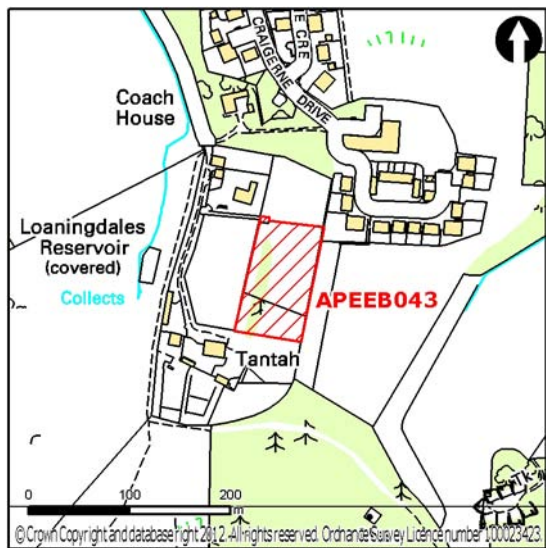 E CRE
CRAIGERNE DRIVE
Coach
House
Loaningdales
Reservoir
(covered)
Collects
APEEB043
Tantah
Tk
0 100 200
m
© Crown Copyright and database right 2012. All rights reserved. Ordnance Survey Licence number 100023423.